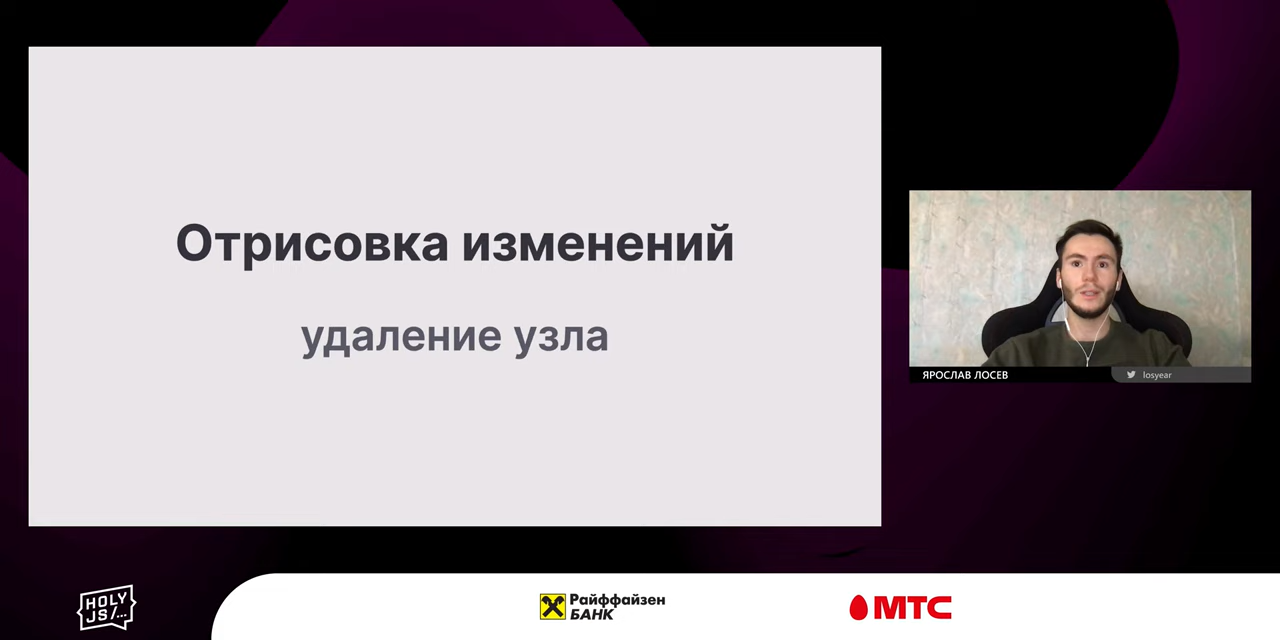 Отрисовка изменений
удаление узла
ЯРОСЛАВ ЛОСЕВ
losyear
HOLY
JS/...
Райффайзен
БАНК
МТС